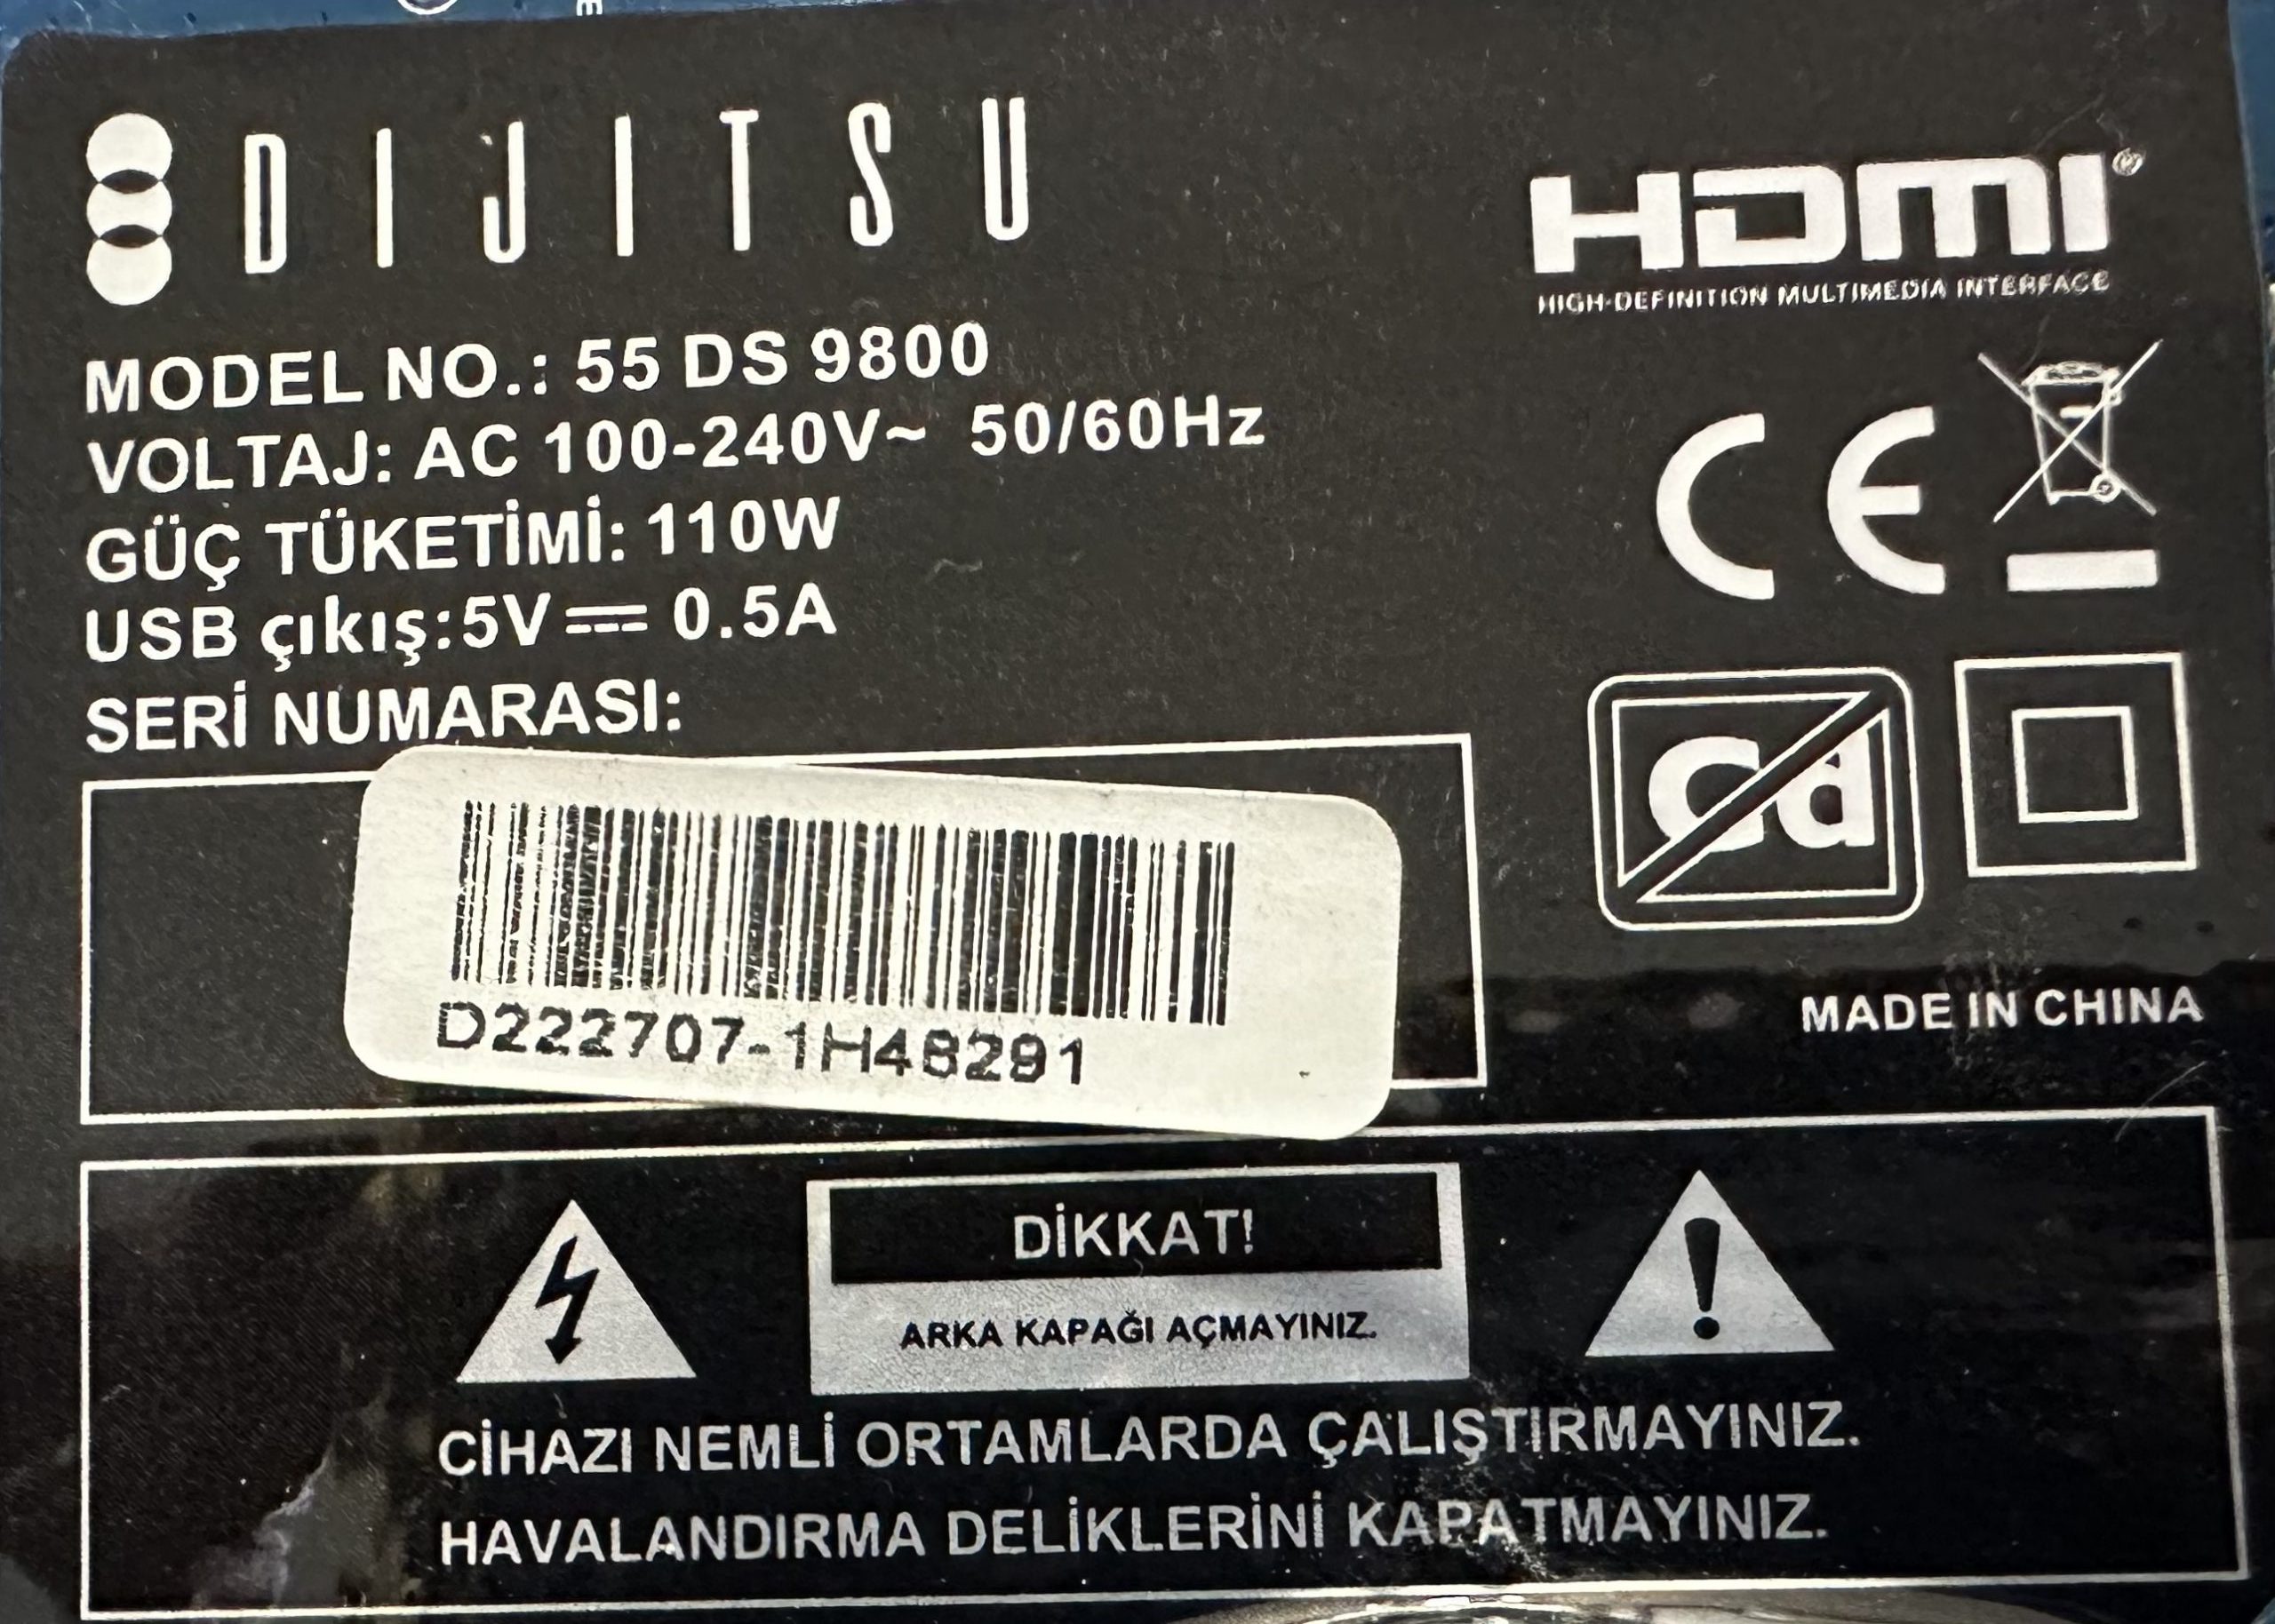 DIJITSU
HDMI®
HIGH-DEFINITION MULTIMEDIA INTERFACE
MODEL NO.: 55 DS 9800
VOLTAJ: AC 100-240V~ 50/60Hz
GÜÇ TÜKETİMİ: 110W
USB çıkış:5V⎓ 0.5A
SERİ NUMARASI:
CE
Cd
D222707-1H48291
MADE IN CHINA
DİKKAT!
ARKA KAPAĞI AÇMAYINIZ.
CİHAZI NEMLİ ORTAMLARDA ÇALIŞTIRMAYINIZ.
HAVALANDIRMA DELİKLERİNİ KAPATMAYINIZ.